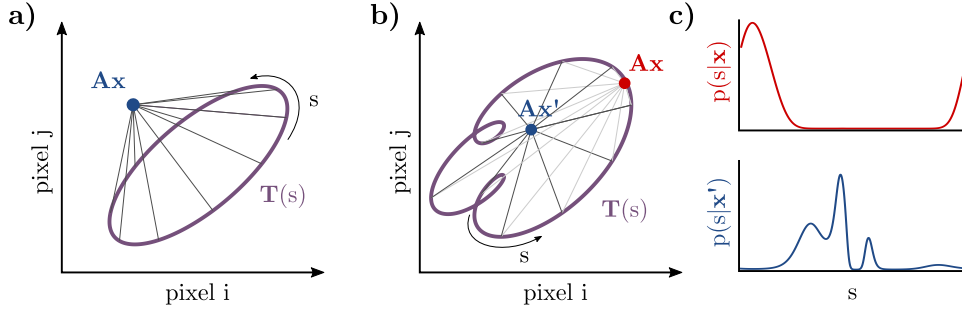 a)
Ax
s
T(s)
pixel j
pixel i
b)
Ax
Ax'
T(s)
s
pixel j
pixel i
c)
p(s|x)
p(s|x')
s